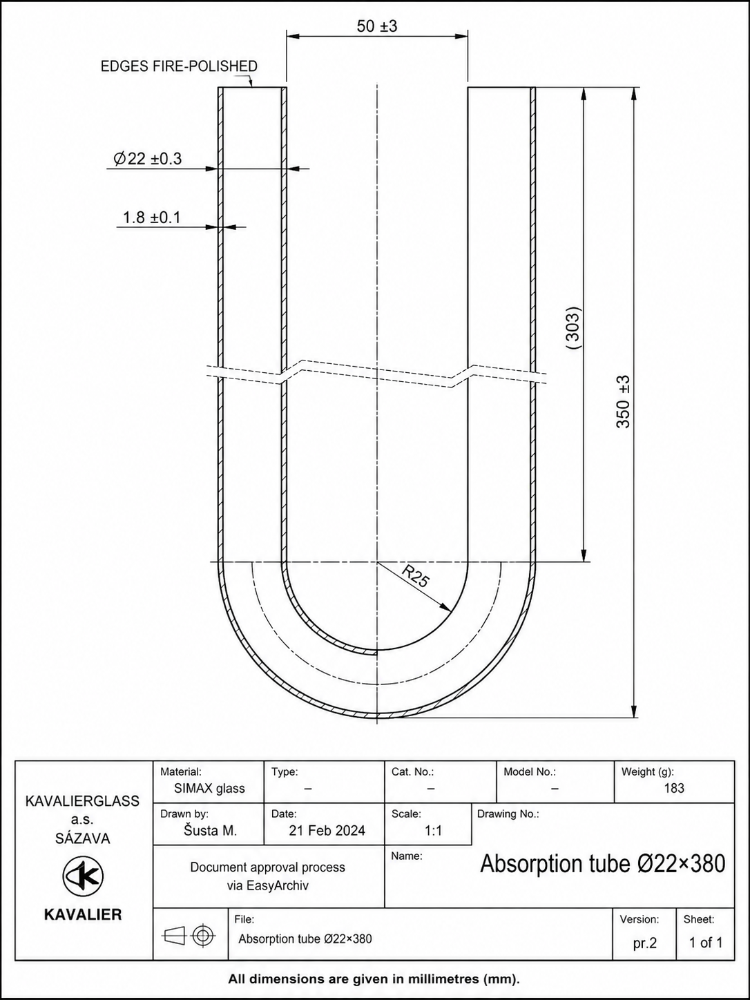 50 ±3
EDGES FIRE-POLISHED
Ø22 ±0.3
1.8 ±0.1
(303)
350 ±3
R25
KAVALIERGLASS
a.s.
SÁZAVA
KAVALIER
Material:
SIMAX glass
Type:
–
Cat. No.:
–
Model No.:
–
Weight (g):
183
Drawn by:
Šusta M.
Date:
21 Feb 2024
Scale:
1:1
Drawing No.:
Document approval process
via EasyArchiv
Name:
Absorption tube Ø22×380
File:
Absorption tube Ø22×380
Version:
pr.2
Sheet:
1 of 1
All dimensions are given in millimetres (mm).